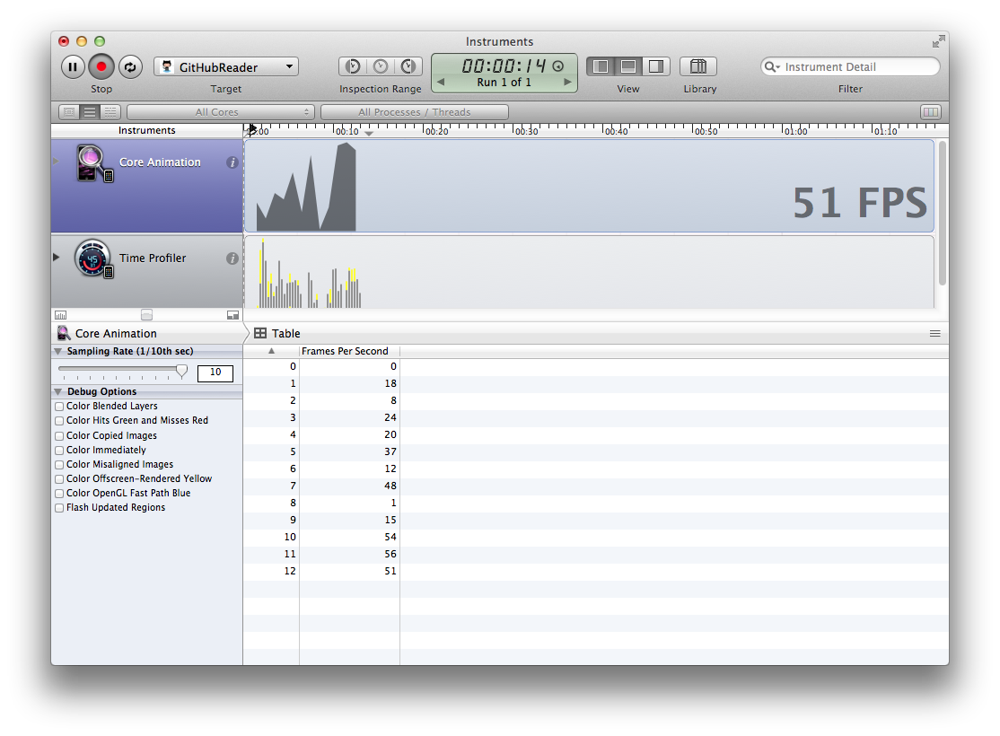 Instruments
GitHubReader
00:00:14
Run 1 of 1
Instrument Detail
Stop
Target
Inspection Range
View
Library
Filter
All Cores
All Processes / Threads
Instruments
00:10
00:20
00:30
00:40
00:50
01:00
01:10
Core Animation
51 FPS
Time Profiler
Core Animation
Table
Sampling Rate (1/10th sec)
10
Debug Options
Color Blended Layers
Color Hits Green and Misses Red
Color Copied Images
Color Immediately
Color Misaligned Images
Color Offscreen-Rendered Yellow
Color OpenGL Fast Path Blue
Flash Updated Regions
Frames Per Second
0 0
1 18
2 8
3 24
4 20
5 37
6 12
7 48
8 1
9 15
10 54
11 56
12 51